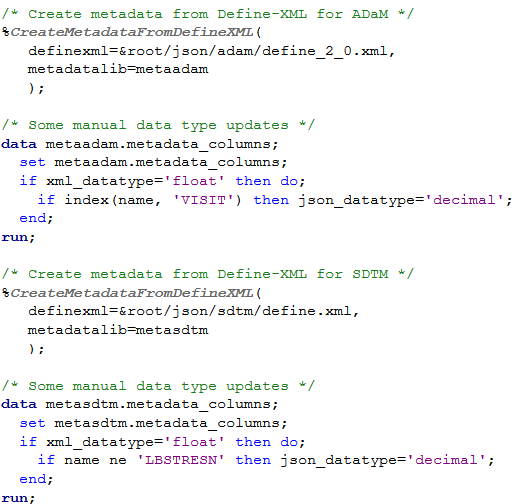 /* Create metadata from Define-XML for ADaM */
%CreateMetadataFromDefineXML(
   definexml=&root/json/adam/define_2_0.xml,
   metadatalib=metaadam
   );

/* Some manual data type updates */
data metaadam.metadata_columns;
  set metaadam.metadata_columns;
  if xml_datatype='float' then do;
    if index(name, 'VISIT') then json_datatype='decimal';
  end;
run;

/* Create metadata from Define-XML for SDTM */
%CreateMetadataFromDefineXML(
   definexml=&root/json/sdtm/define.xml,
   metadatalib=metasdtm
   );

/* Some manual data type updates */
data metasdtm.metadata_columns;
  set metasdtm.metadata_columns;
  if xml_datatype='float' then do;
    if name ne 'LBSTRESN' then json_datatype='decimal';
  end;
run;